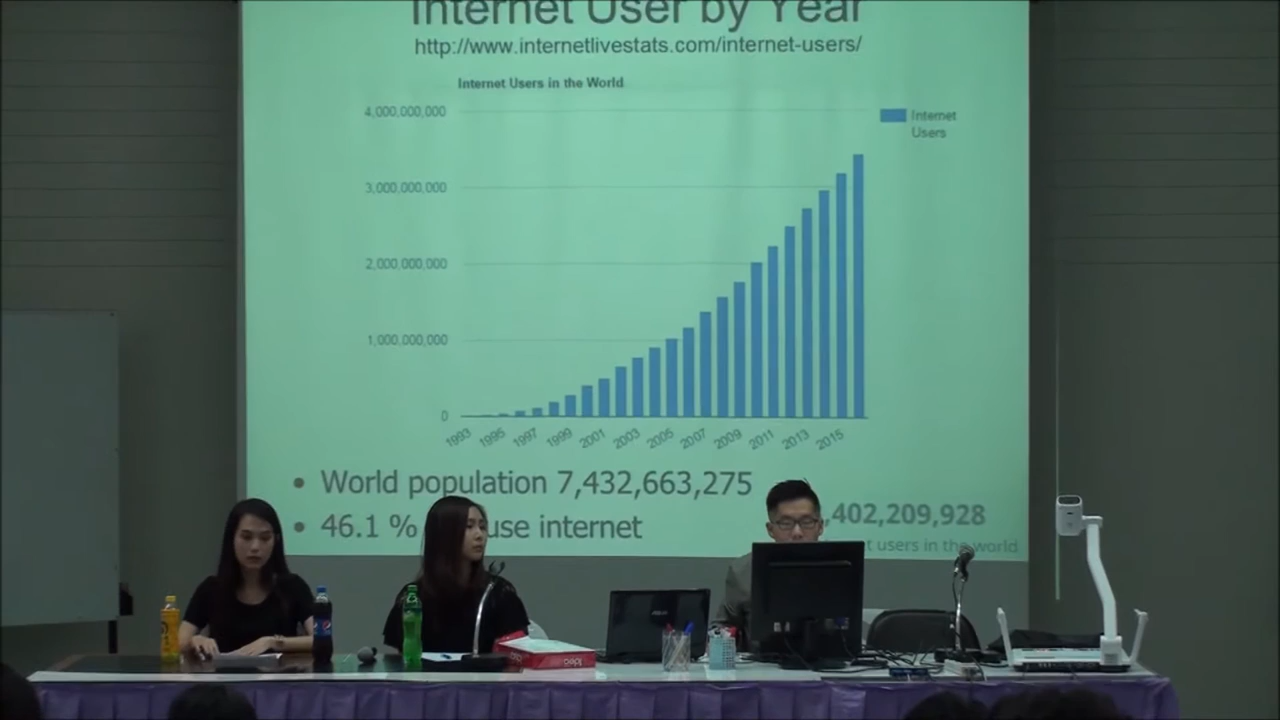 Internet User by Year
http://www.internetlivestats.com/internet-users/
Internet Users in the World
4,000,000,000
3,000,000,000
2,000,000,000
1,000,000,000
0
Internet
Users
1993 1995 1997 1999 2001 2003 2005 2007 2009 2011 2013 2015
• World population 7,432,663,275
• 46.1 % use internet
,402,209,928
t users in the world